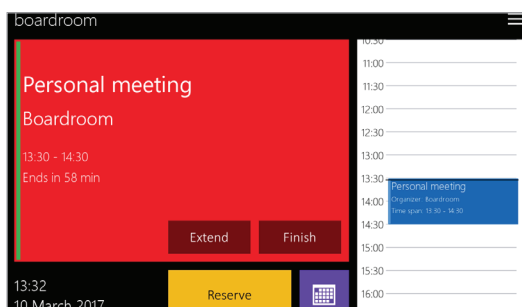 boardroom
Personal meeting
Boardroom
13:30 - 14:30
Ends in 58 min
Extend
Finish
13:32
10 March 2017
Reserve
10:30
11:00
11:30
12:00
12:30
13:00
13:30
14:00
14:30
15:00
15:30
16:00
Personal meeting
Organizer: Boardroom
Time span: 13:30 - 14:30